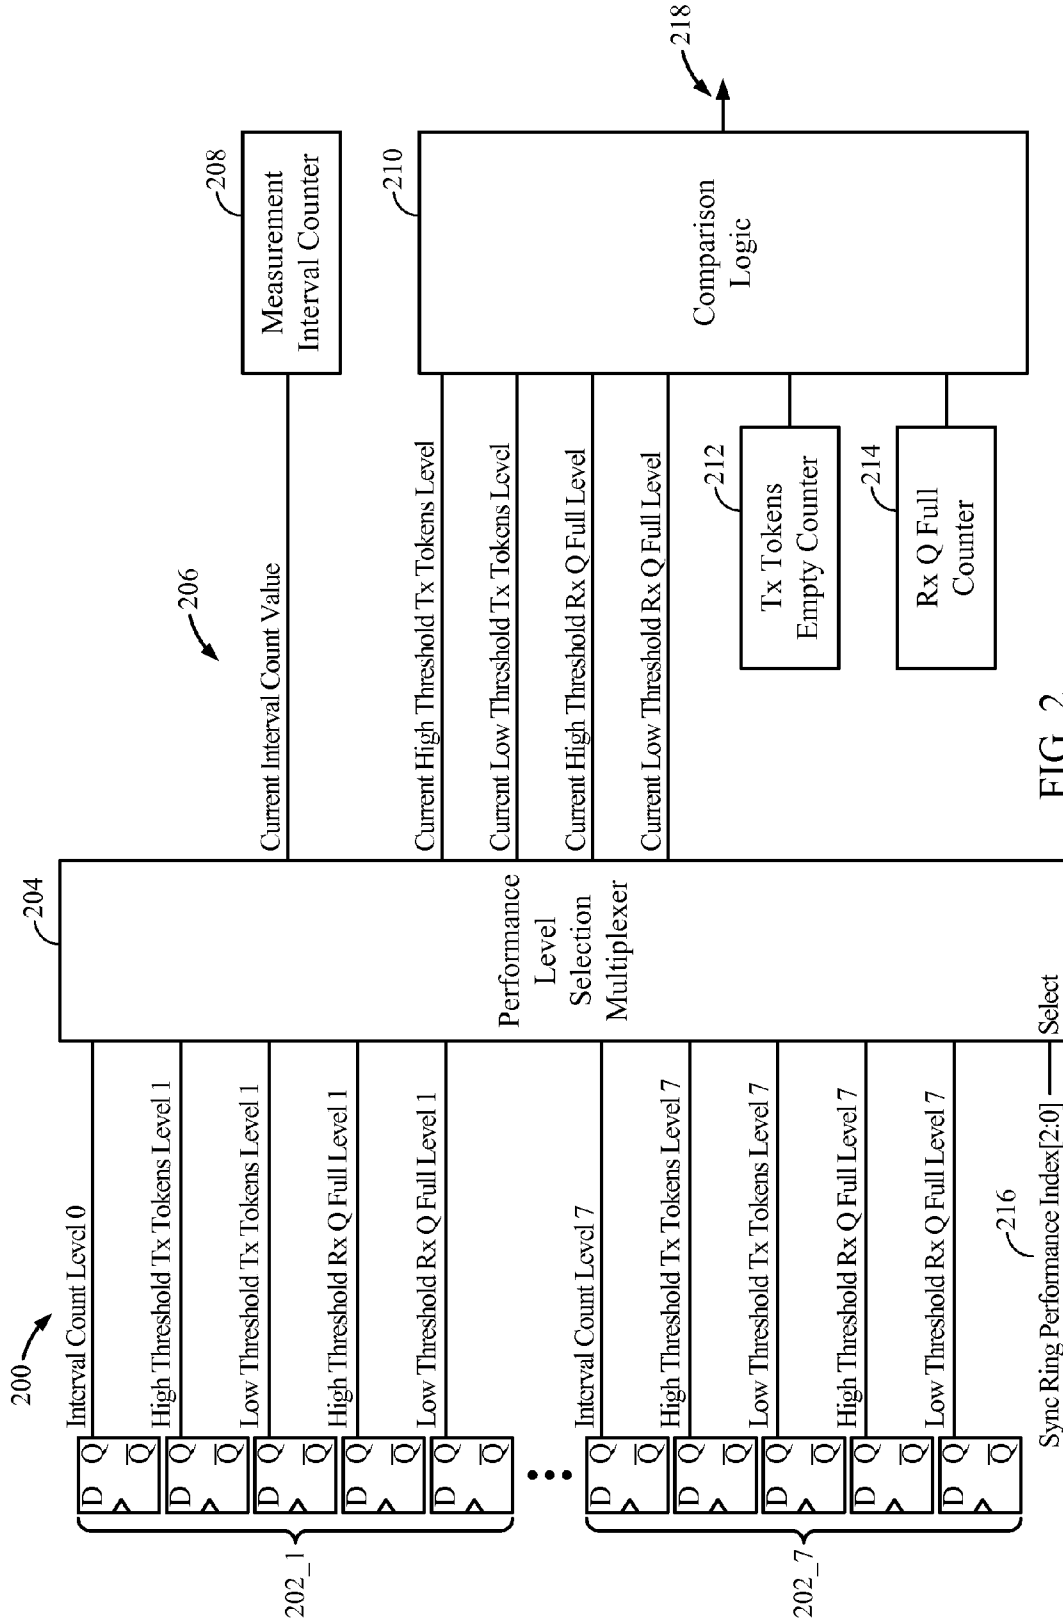 200
202_1
D Q
Q
Interval Count Level 0
D Q
Q
High Threshold Tx Tokens Level 1
D Q
Q
Low Threshold Tx Tokens Level 1
D Q
Q
High Threshold Rx Q Full Level 1
D Q
Q
Low Threshold Rx Q Full Level 1
202_7
D Q
Q
Interval Count Level 7
D Q
Q
High Threshold Tx Tokens Level 7
D Q
Q
Low Threshold Tx Tokens Level 7
D Q
Q
High Threshold Rx Q Full Level 7
D Q
Q
Low Threshold Rx Q Full Level 7
216
Sync Ring Performance Index[2:0]
Select
204
Performance
Level
Selection
Multiplexer
206
Current Interval Count Value
Current High Threshold Tx Tokens Level
Current Low Threshold Tx Tokens Level
Current High Threshold Rx Q Full Level
Current Low Threshold Rx Q Full Level
208
Measurement
Interval Counter
210
Comparison
Logic
212
Tx Tokens
Empty Counter
214
Rx Q Full
Counter
218
FIG. 2